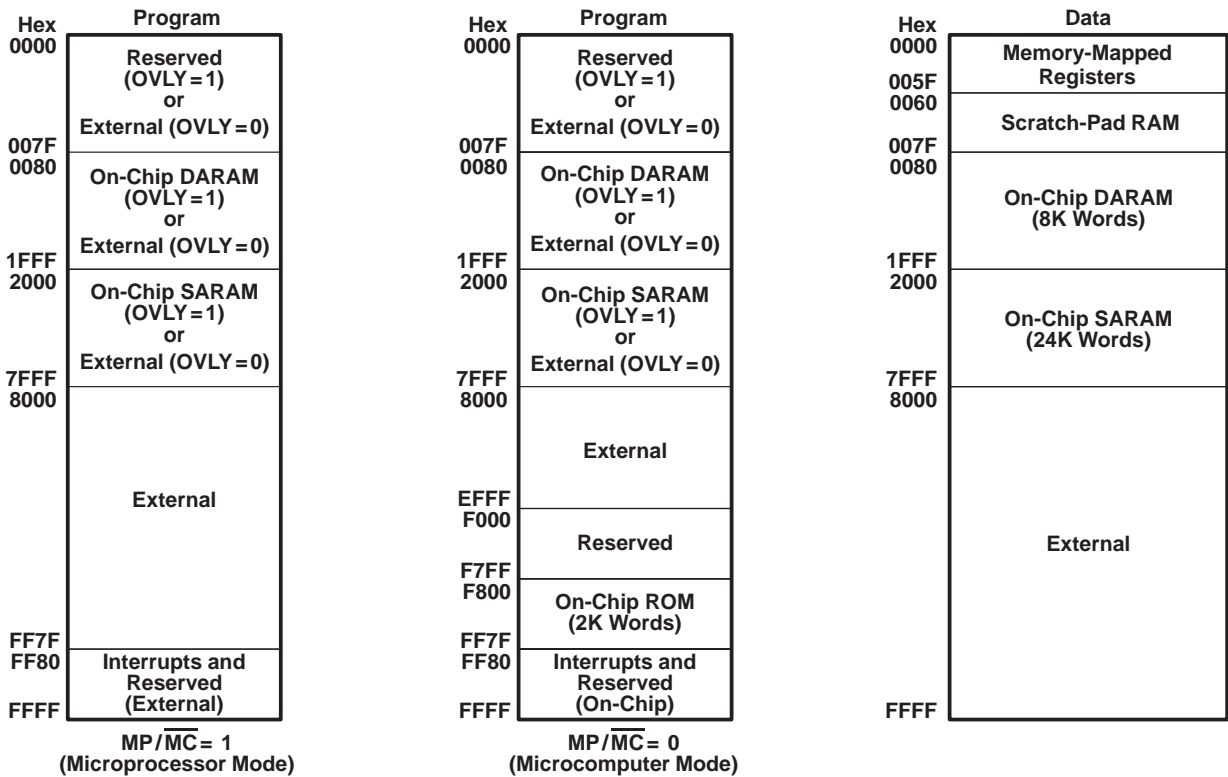 Hex
Program
0000
Reserved
(OVLY=1)
or
External (OVLY=0)
007F
0080
On-Chip DARAM
(OVLY=1)
or
External (OVLY=0)
1FFF
2000
On-Chip SARAM
(OVLY=1)
or
External (OVLY=0)
7FFF
8000
External
FF7F
FF80
Interrupts and
Reserved
(External)
FFFF
MP/MC= 1
(Microprocessor Mode)
Hex
Program
0000
Reserved
(OVLY=1)
or
External (OVLY=0)
007F
0080
On-Chip DARAM
(OVLY=1)
or
External (OVLY=0)
1FFF
2000
On-Chip SARAM
(OVLY=1)
or
External (OVLY=0)
7FFF
8000
External
EFFF
F000
Reserved
F7FF
F800
On-Chip ROM
(2K Words)
FF7F
FF80
Interrupts and
Reserved
(On-Chip)
FFFF
MP/MC= 0
(Microcomputer Mode)
Hex
Data
0000
Memory-Mapped
Registers
005F
0060
Scratch-Pad RAM
007F
0080
On-Chip DARAM
(8K Words)
1FFF
2000
On-Chip SARAM
(24K Words)
7FFF
8000
External
FFFF